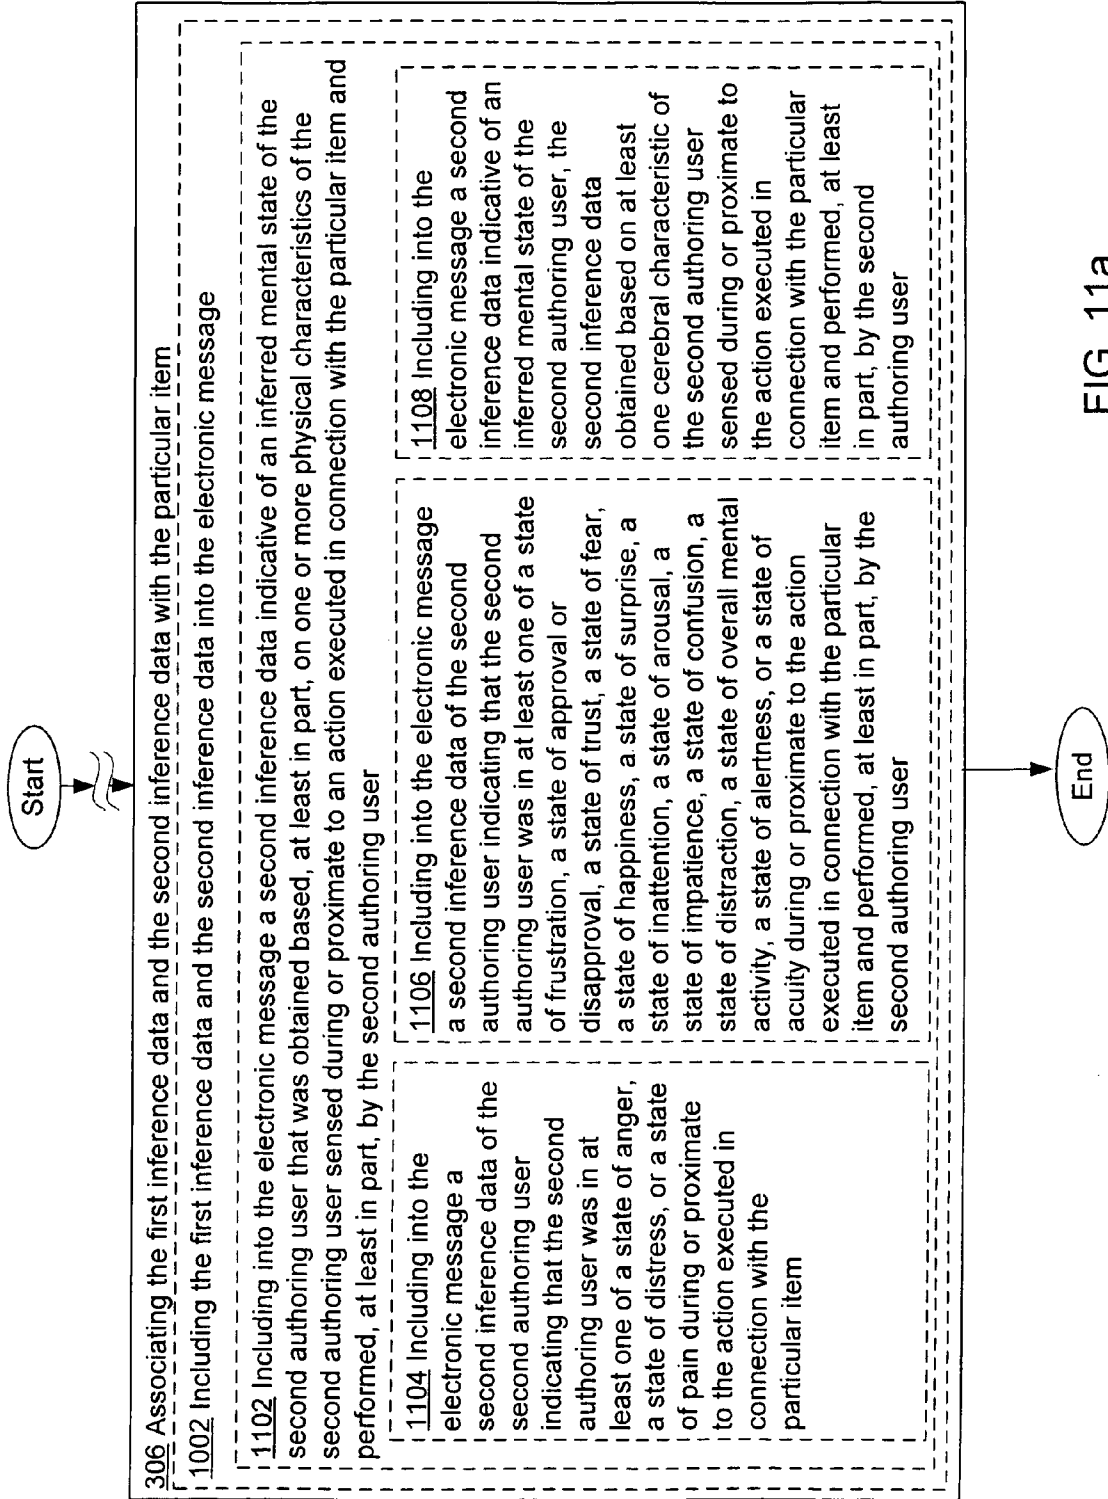 Start
306 Associating the first inference data and the second inference data with the particular item
1002 Including the first inference data and the second inference data into the electronic message
1102 Including into the electronic message a second inference data indicative of an inferred mental state of the
second authoring user that was obtained based, at least in part, on one or more physical characteristics of the
second authoring user sensed during or proximate to an action executed in connection with the particular item and
performed, at least in part, by the second authoring user
1104 Including into the
electronic message a
second inference data of the
second authoring user
indicating that the second
authoring user was in at
least one of a state of anger,
a state of distress, or a state
of pain during or proximate
to the action executed in
connection with the
particular item
1106 Including into the electronic message
a second inference data of the second
authoring user indicating that the second
authoring user was in at least one of a state
of frustration, a state of approval or
disapproval, a state of trust, a state of fear,
a state of happiness, a state of surprise, a
state of inattention, a state of arousal, a
state of impatience, a state of confusion, a
state of distraction, a state of overall mental
activity, a state of alertness, or a state of
acuity during or proximate to the action
executed in connection with the particular
item and performed, at least in part, by the
second authoring user
1108 Including into the
electronic message a second
inference data indicative of an
inferred mental state of the
second authoring user, the
second inference data
obtained based on at least
one cerebral characteristic of
the second authoring user
sensed during or proximate to
the action executed in
connection with the particular
item and performed, at least
in part, by the second
authoring user
End
FIG. 11a